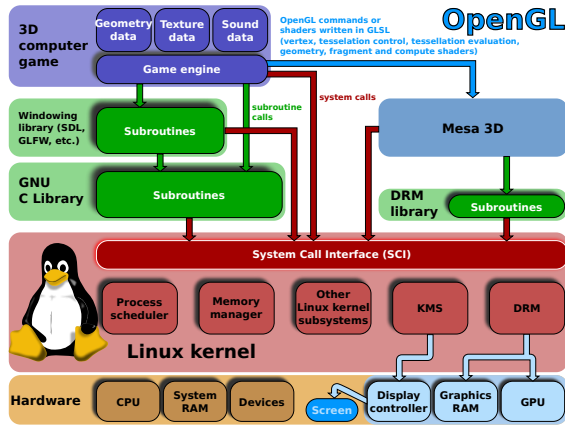 OpenGL
3D
computer
game
Geometry
data
Texture
data
Sound
data
Game engine
OpenGL commands or
shaders written in GLSL
(vertex, tesselation control, tessellation evaluation,
geometry, fragment and compute shaders)
system calls
subroutine
calls
Windowing
library (SDL,
GLFW, etc.)
Subroutines
Mesa 3D
GNU
C Library
Subroutines
DRM
library
Subroutines
System Call Interface (SCI)
Process
scheduler
Memory
manager
Other
Linux kernel
subsystems
KMS
DRM
Linux kernel
Hardware
CPU
System
RAM
Devices
Screen
Display
controller
Graphics
RAM
GPU